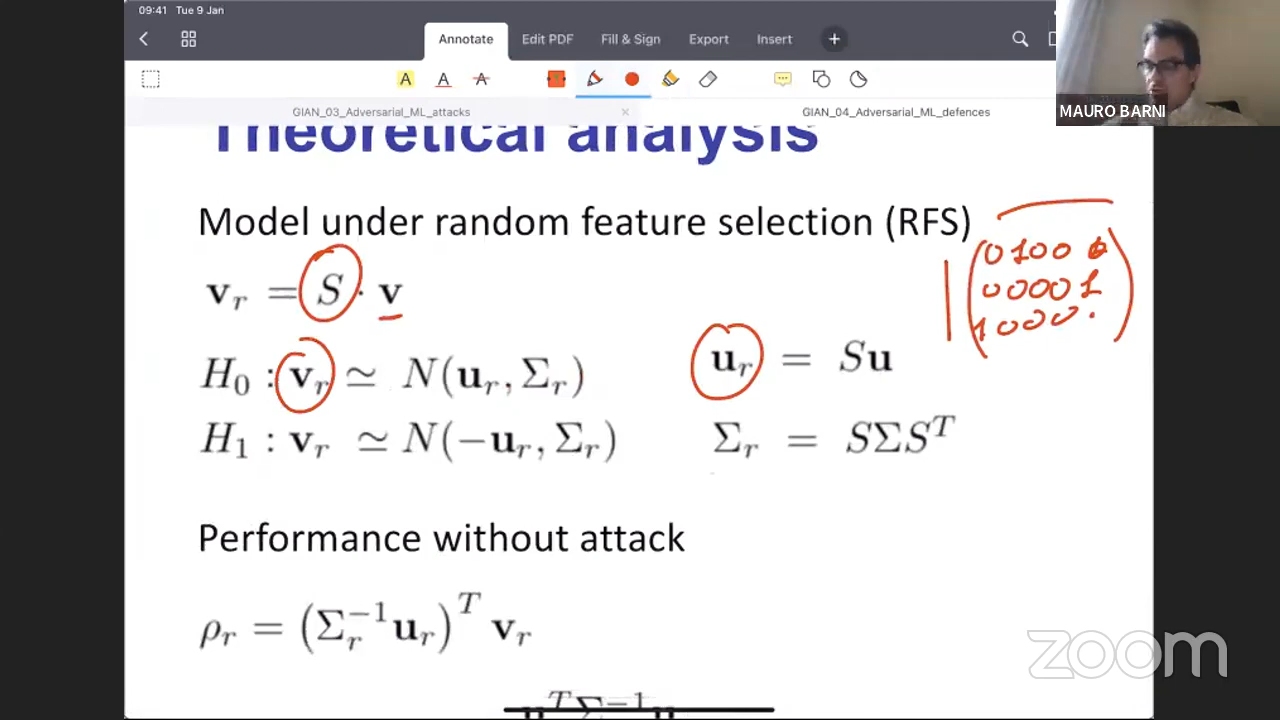 09:41 Tue 9 Jan
Annotate Edit PDF Fill & Sign Export Insert
MAURO BARNI
GIAN_03_Adversarial_ML_attacks GIAN_04_Adversarial_ML_defences
Theoretical analysis
Model under random feature selection (RFS)
0 1 0 0
0 0 0 0 1
1 0 0 0 .
v_r = S · v
H_0 : v_r ≃ N(u_r, Σ_r)
u_r = Su
H_1 : v_r ≃ N(−u_r, Σ_r)
Σ_r = SΣS^T
Performance without attack
ρ_r = (Σ_r^{−1} u_r)^T v_r
zoom